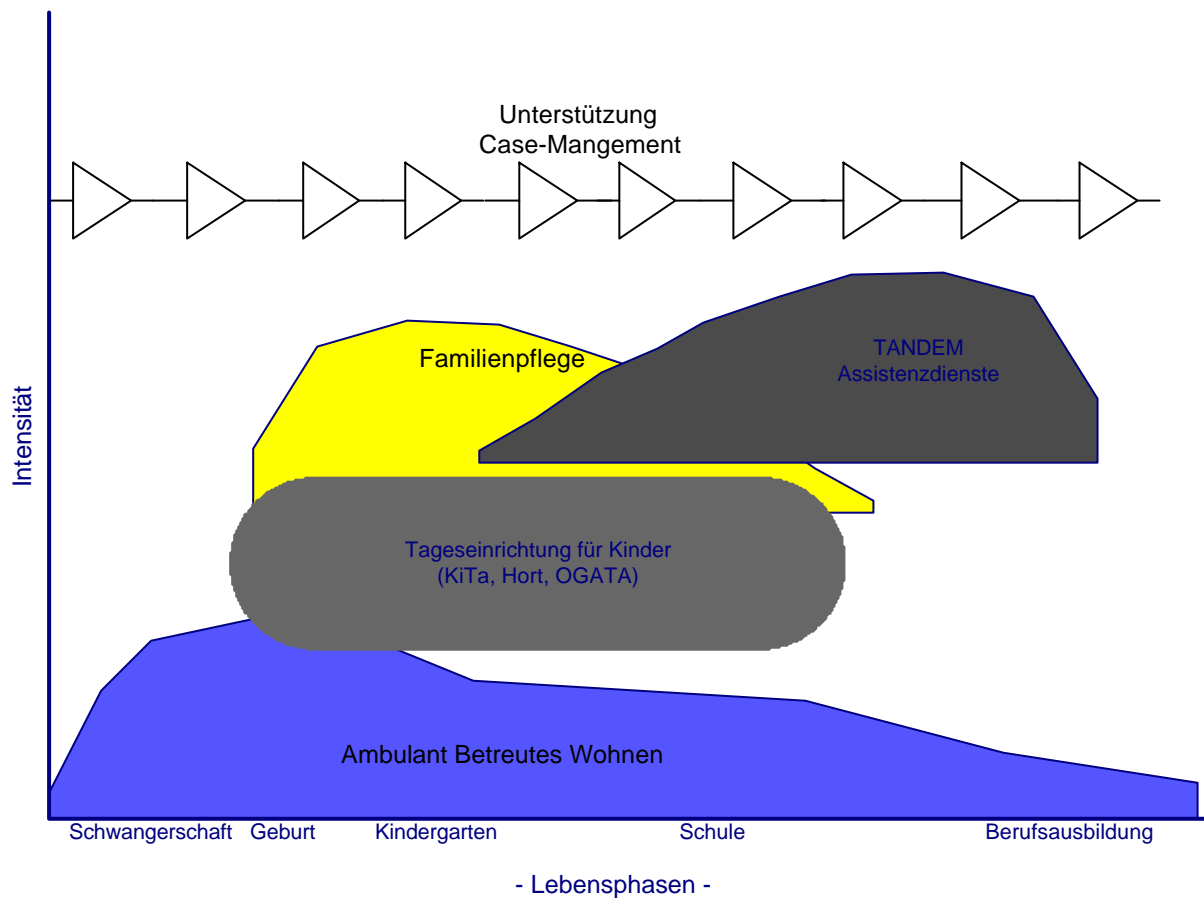 Unterstützung
Case-Mangement
Familienpflege
TANDEM
Assistenzdienste
Intensität
Tageseinrichtung für Kinder
(KiTa, Hort, OGATA)
Ambulant Betreutes Wohnen
Schwangerschaft Geburt Kindergarten Schule Berufsausbildung
- Lebensphasen -